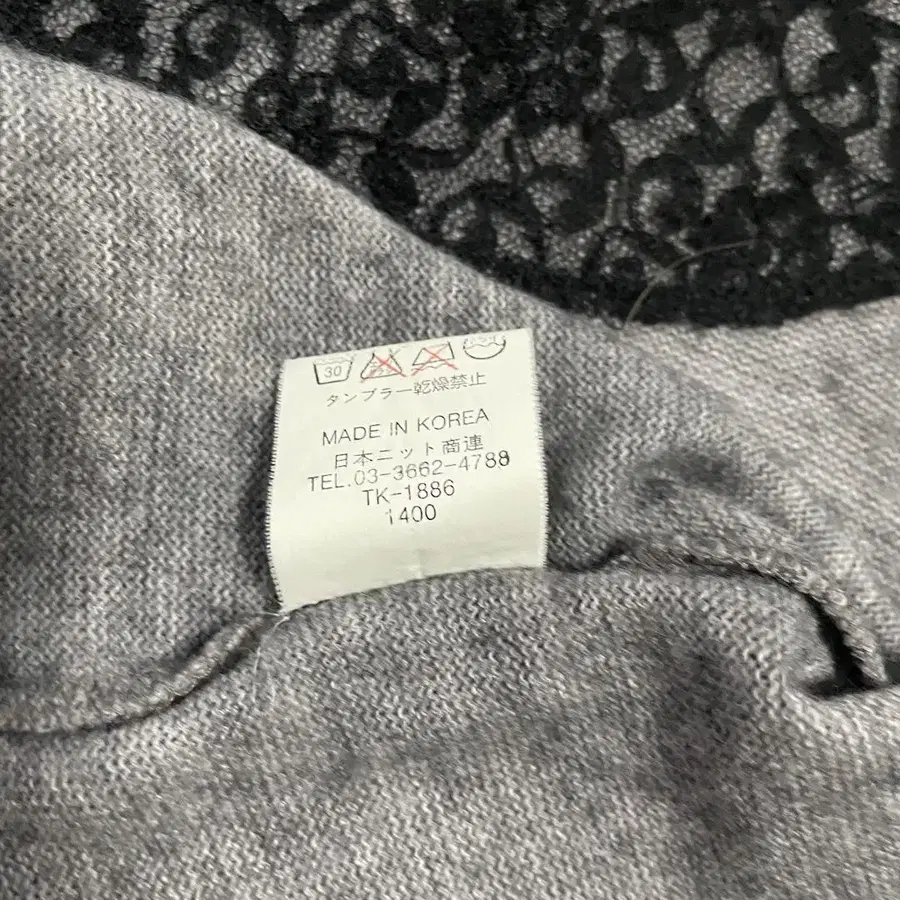 30
タンブラー乾燥禁止
MADE IN KOREA
日本ニット商連
TEL.03-3662-4788
TK-1886
1400